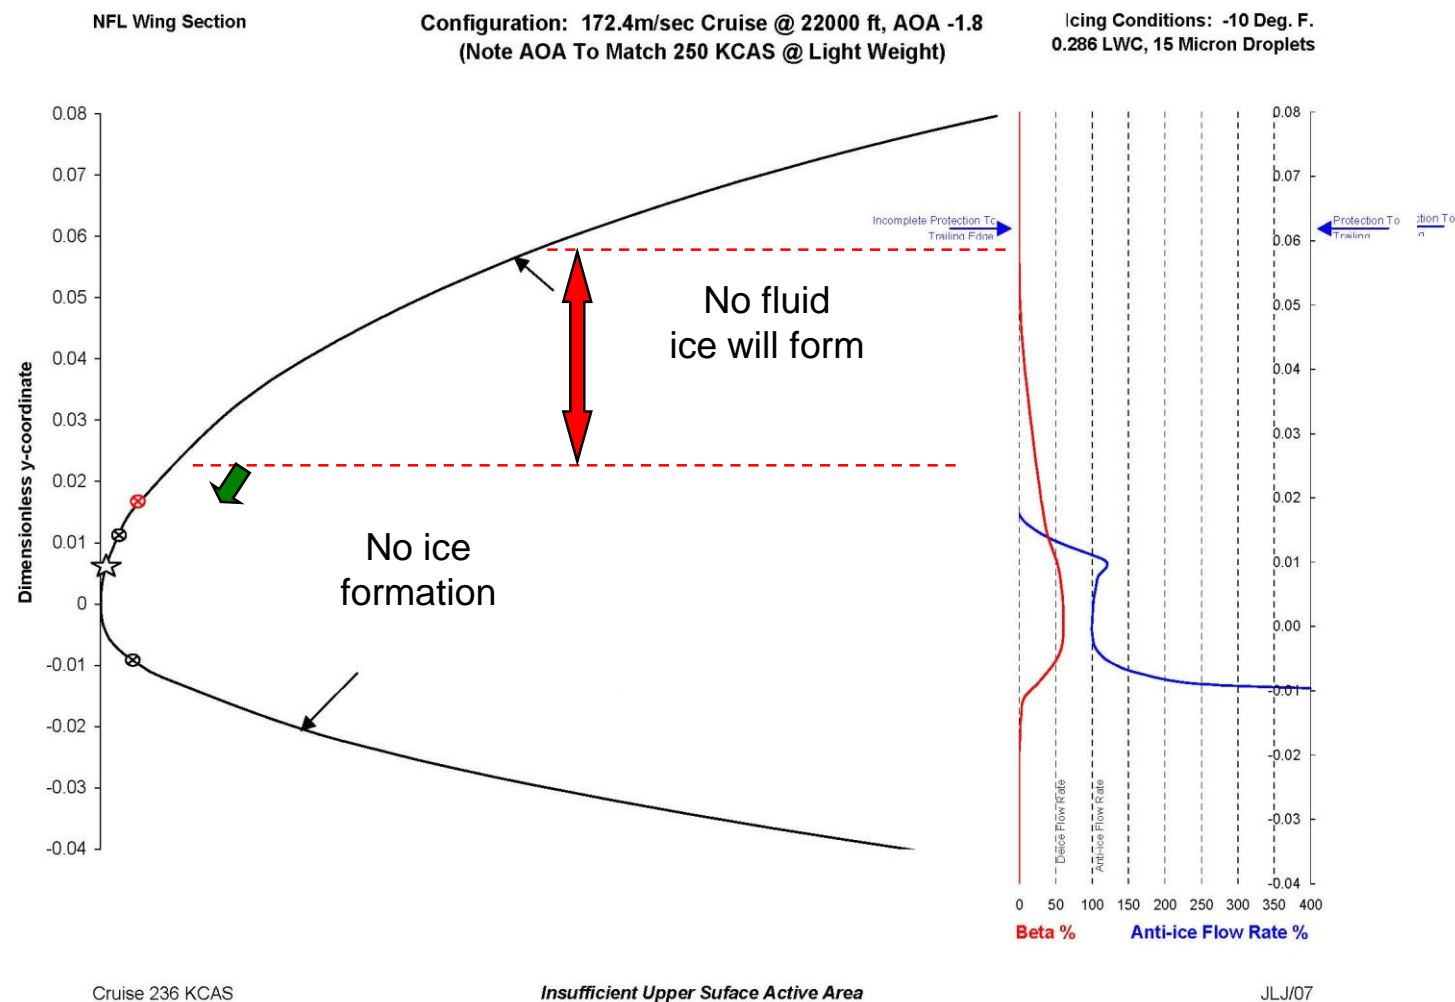 NFL Wing Section
Configuration: 172.4m/sec Cruise @ 22000 ft, AOA -1.8
(Note AOA To Match 250 KCAS @ Light Weight)
Icing Conditions: -10 Deg. F.
0.286 LWC, 15 Micron Droplets
Dimensionless y-coordinate
0.08
0.07
0.06
0.05
0.04
0.03
0.02
0.01
0
-0.01
-0.02
-0.03
-0.04
No fluid
ice will form
No ice
formation
Incomplete Protection To
Trailing Edge
Protection To
Trailing
ction To
g
0.08
0.07
0.06
0.05
0.04
0.03
0.02
0.01
0.00
-0.01
-0.02
-0.03
-0.04
Deice Flow Rate
Anti-ice Flow Rate
0 50 100 150 200 250 300 350 400
Beta %
Anti-ice Flow Rate %
Cruise 236 KCAS
Insufficient Upper Suface Active Area
JLJ/07